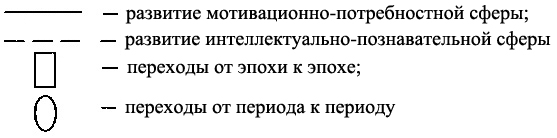 — развитие мотивационно-потребностной сферы;
— развитие интеллектуально-познавательной сферы
— переходы от эпохи к эпохе;
— переходы от периода к периоду